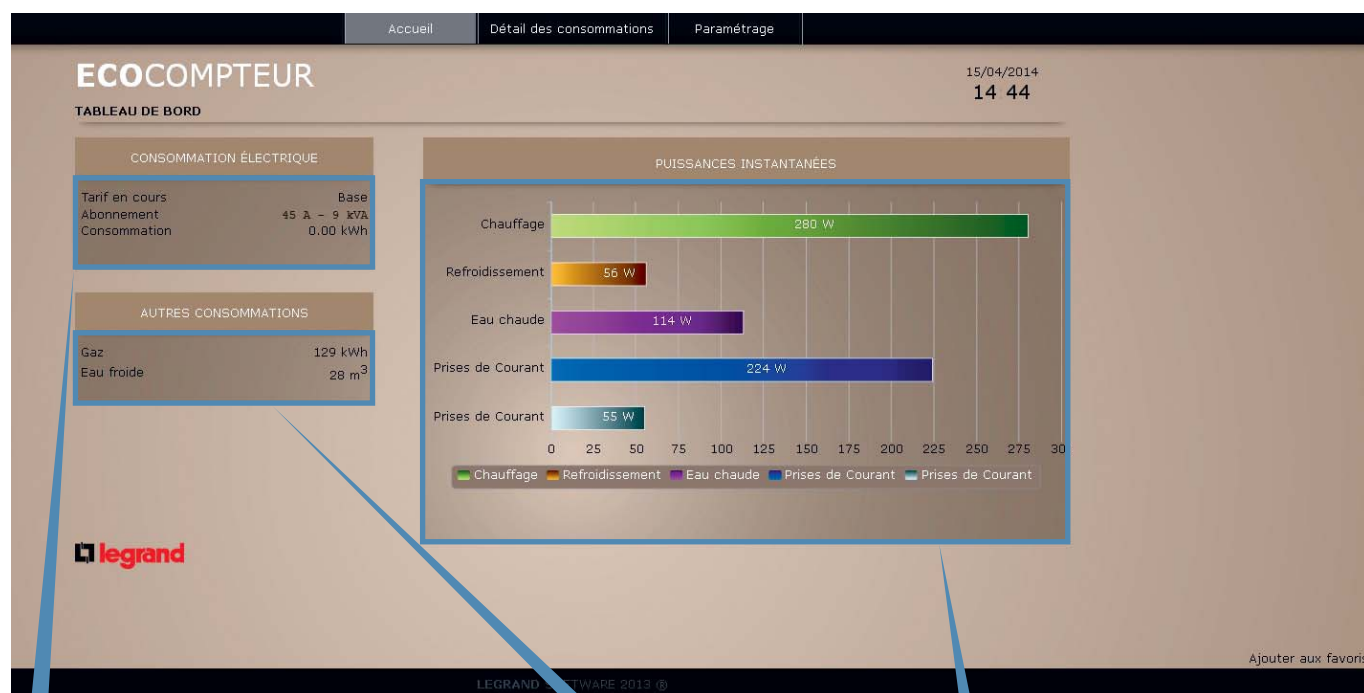 Accueil Détail des consommations Paramétrage
ECOCOMPTEUR
15/04/2014
14 44
TABLEAU DE BORD
CONSOMMATION ÉLECTRIQUE
Tarif en cours Base
Abonnement 45 A - 9 kVA
Consommation 0.00 kWh
AUTRES CONSOMMATIONS
Gaz 129 kWh
Eau froide 28 m3
PUISSANCES INSTANTANÉES
Chauffage 280 W
Refroidissement 56 W
Eau chaude 114 W
Prises de Courant 224 W
Prises de Courant 55 W
0 25 50 75 100 125 150 175 200 225 250 275 30
Chauffage Refroidissement Eau chaude Prises de Courant Prises de Courant
legrand
Ajouter aux favoris
LEGRAND 2013 ®